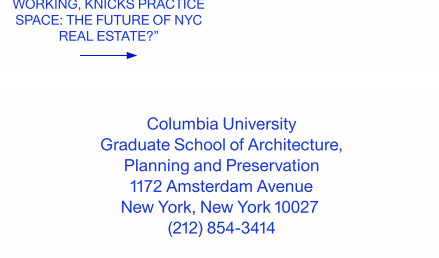 WORKING, KNICKS PRACTICE
SPACE: THE FUTURE OF NYC
REAL ESTATE?”
Columbia University
Graduate School of Architecture,
Planning and Preservation
1172 Amsterdam Avenue
New York, New York 10027
(212) 854-3414